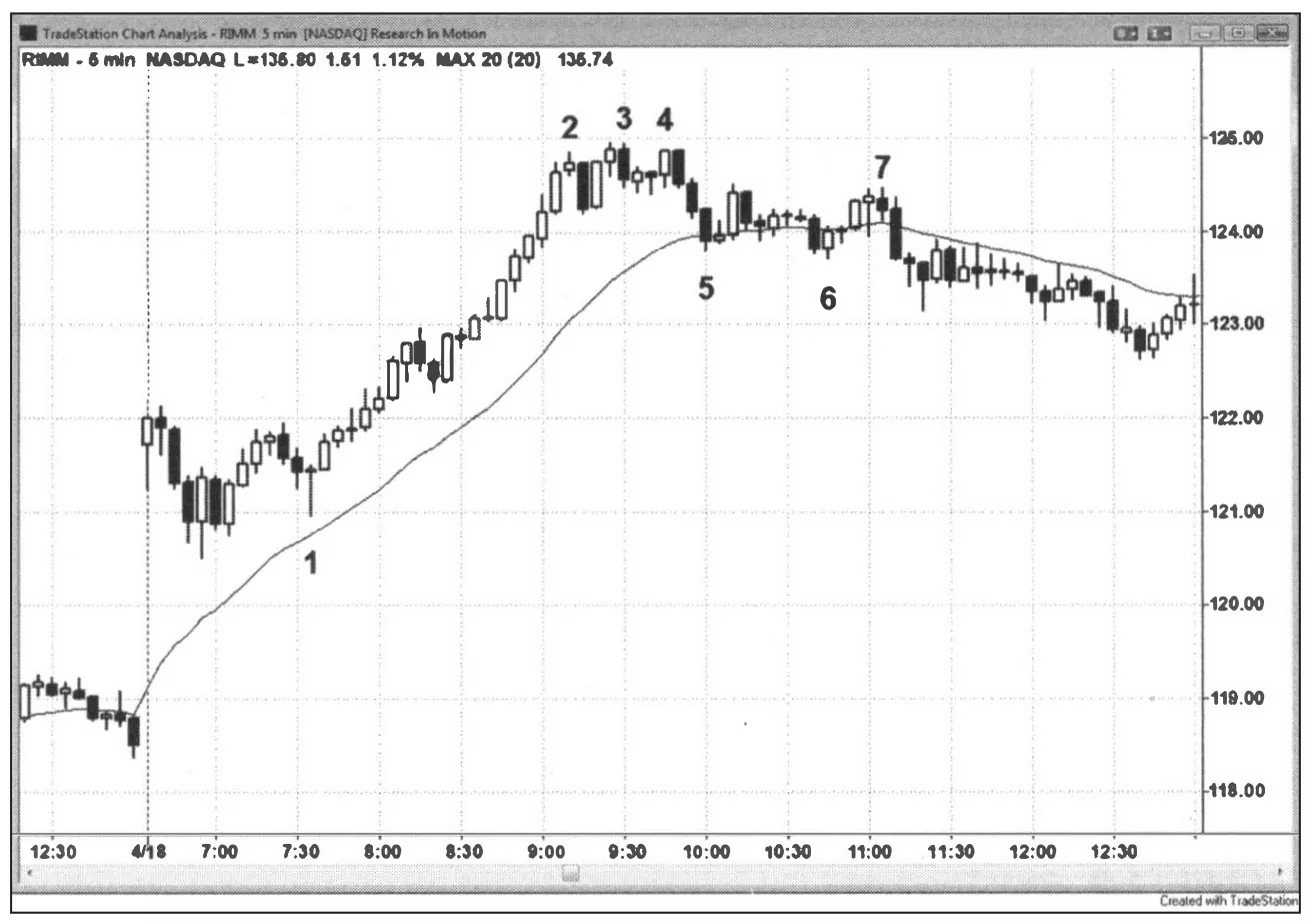 TradeStation Chart Analysis - RIMM 5 min [NASDAQ] Research In Motion
RIMM - 5 min NASDAQ L=135.80 1.51 1.12% MAX 20 (20) 135.74
2 3 4
125.00
7
124.00
5 6
123.00
122.00
121.00
1
120.00
119.00
118.00
12:30 4/18 7:00 7:30 8:00 8:30 9:00 9:30 10:00 10:30 11:00 11:30 12:00 12:30
Created with TradeStation